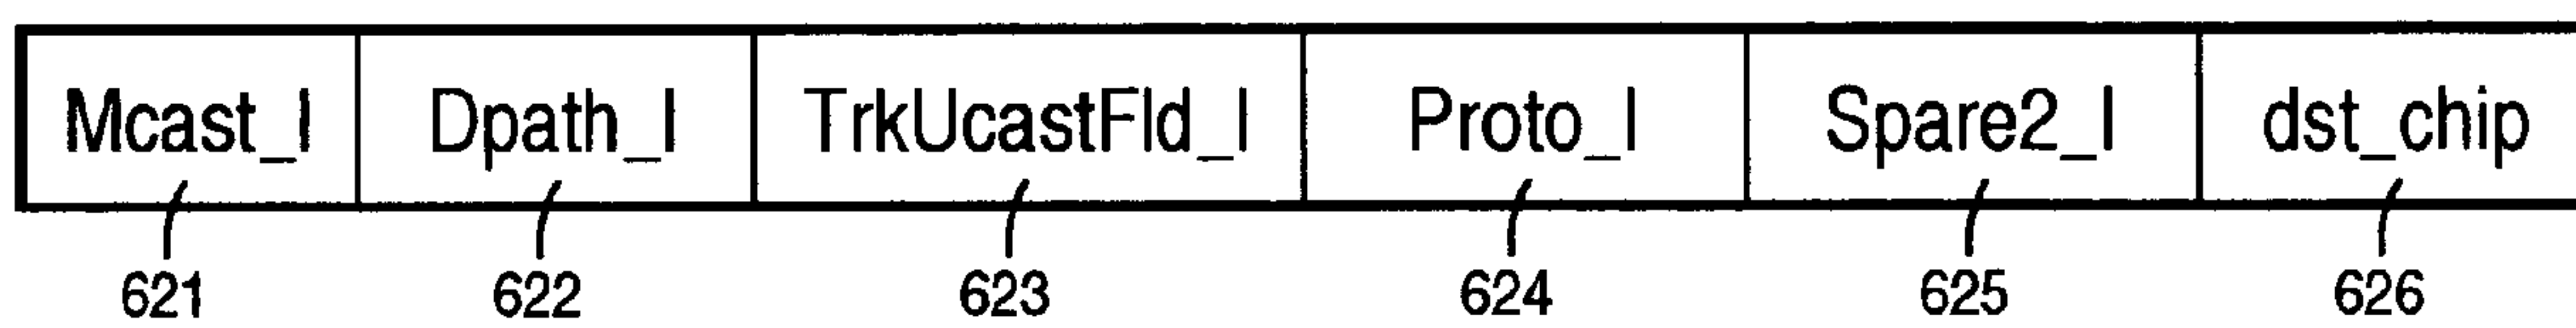 Mcast_I Dpath_I TrkUcastFld_I Proto_I Spare2_I dst_chip
621 622 623 624 625 626